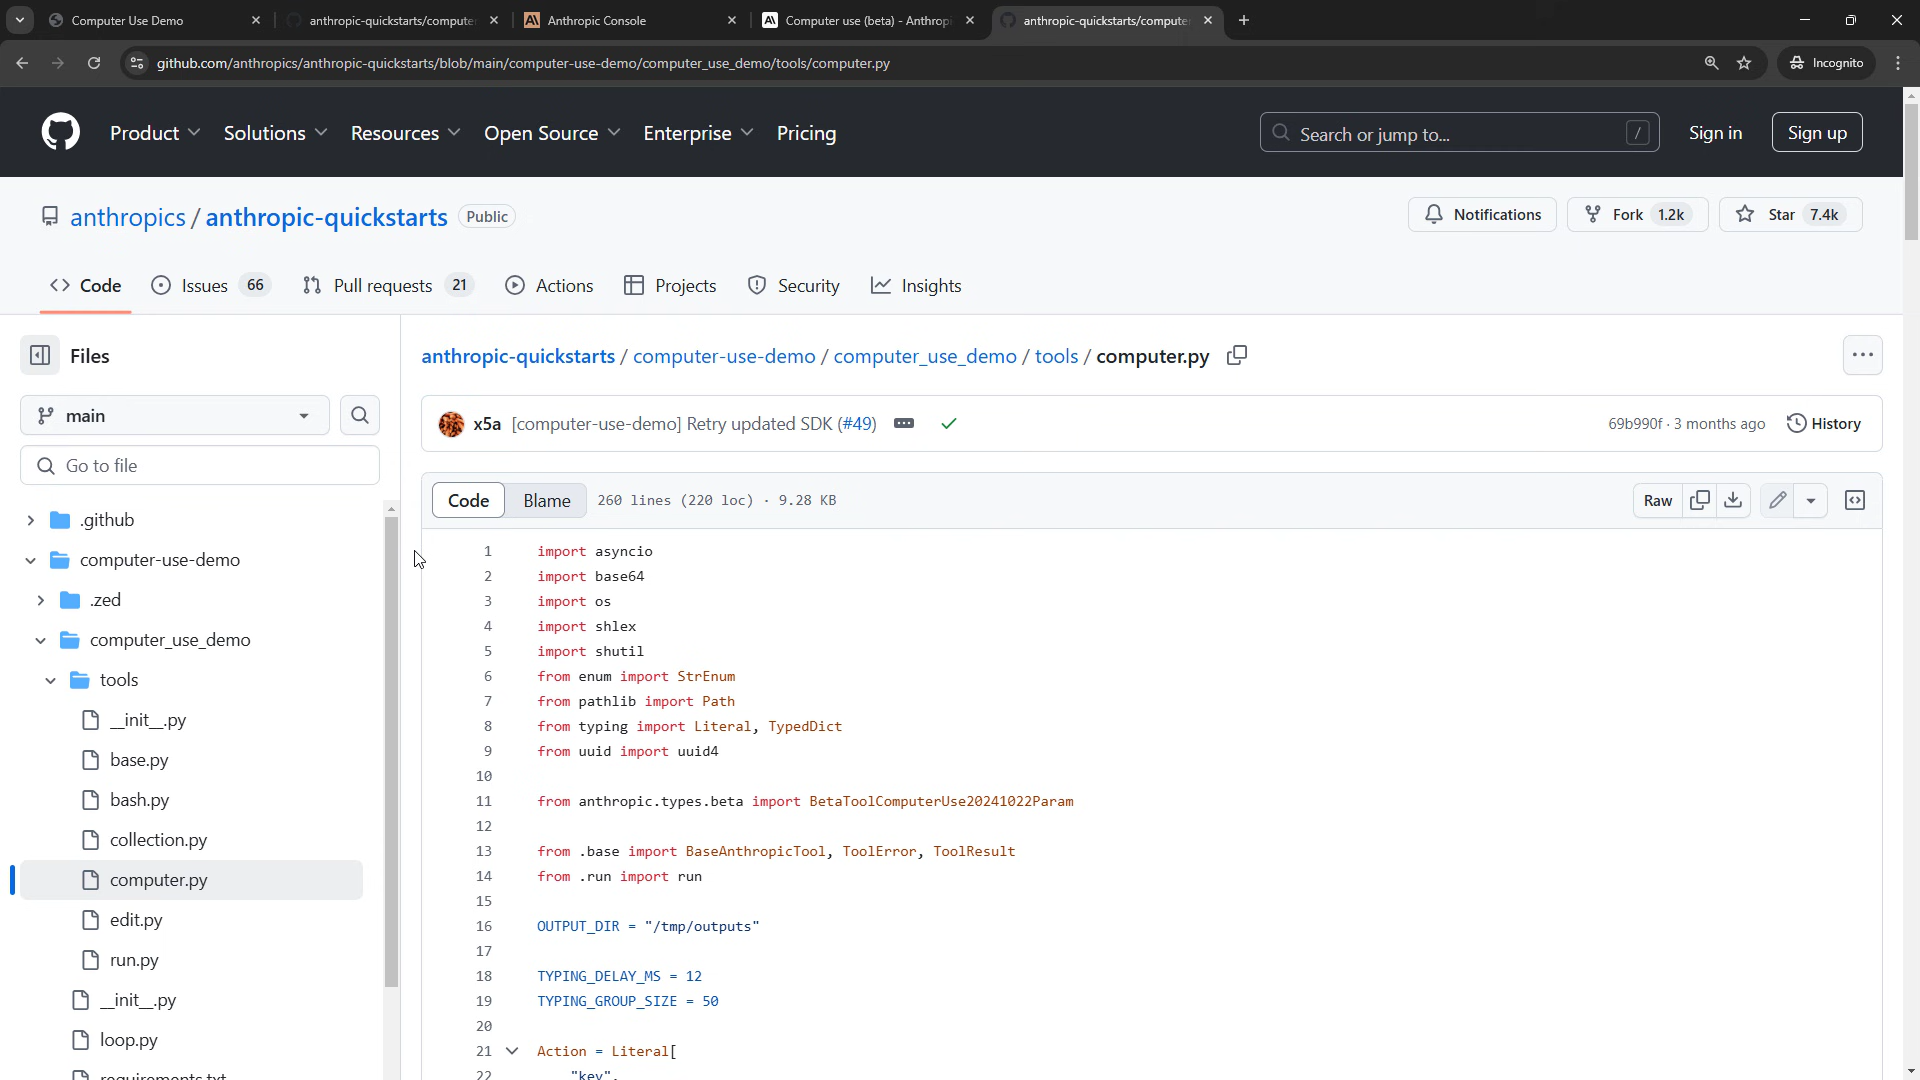 Computer Use Demo
anthropic-quickstarts/compute
Anthropic Console
Computer use (beta) - Anthropi
anthropic-quickstarts/compute
github.com/anthropics/anthropic-quickstarts/blob/main/computer-use-demo/computer_use_demo/tools/computer.py
Incognito
Product
Solutions
Resources
Open Source
Enterprise
Pricing
Search or jump to...
/
Sign in
Sign up
anthropics / anthropic-quickstarts
Public
Notifications
Fork 1.2k
Star 7.4k
Code
Issues 66
Pull requests 21
Actions
Projects
Security
Insights
Files
main
Go to file
.github
computer-use-demo
.zed
computer_use_demo
tools
__init__.py
base.py
bash.py
collection.py
computer.py
edit.py
run.py
__init__.py
loop.py
requirements.txt
anthropic-quickstarts / computer-use-demo / computer_use_demo / tools / computer.py
x5a [computer-use-demo] Retry updated SDK (#49)
69b990f · 3 months ago
History
Code
Blame
260 lines (220 loc) · 9.28 KB
Raw
1 import asyncio
2 import base64
3 import os
4 import shlex
5 import shutil
6 from enum import StrEnum
7 from pathlib import Path
8 from typing import Literal, TypedDict
9 from uuid import uuid4
10
11 from anthropic.types.beta import BetaToolComputerUse20241022Param
12
13 from .base import BaseAnthropicTool, ToolError, ToolResult
14 from .run import run
15
16 OUTPUT_DIR = "/tmp/outputs"
17
18 TYPING_DELAY_MS = 12
19 TYPING_GROUP_SIZE = 50
20
21 Action = Literal[
22 "key",